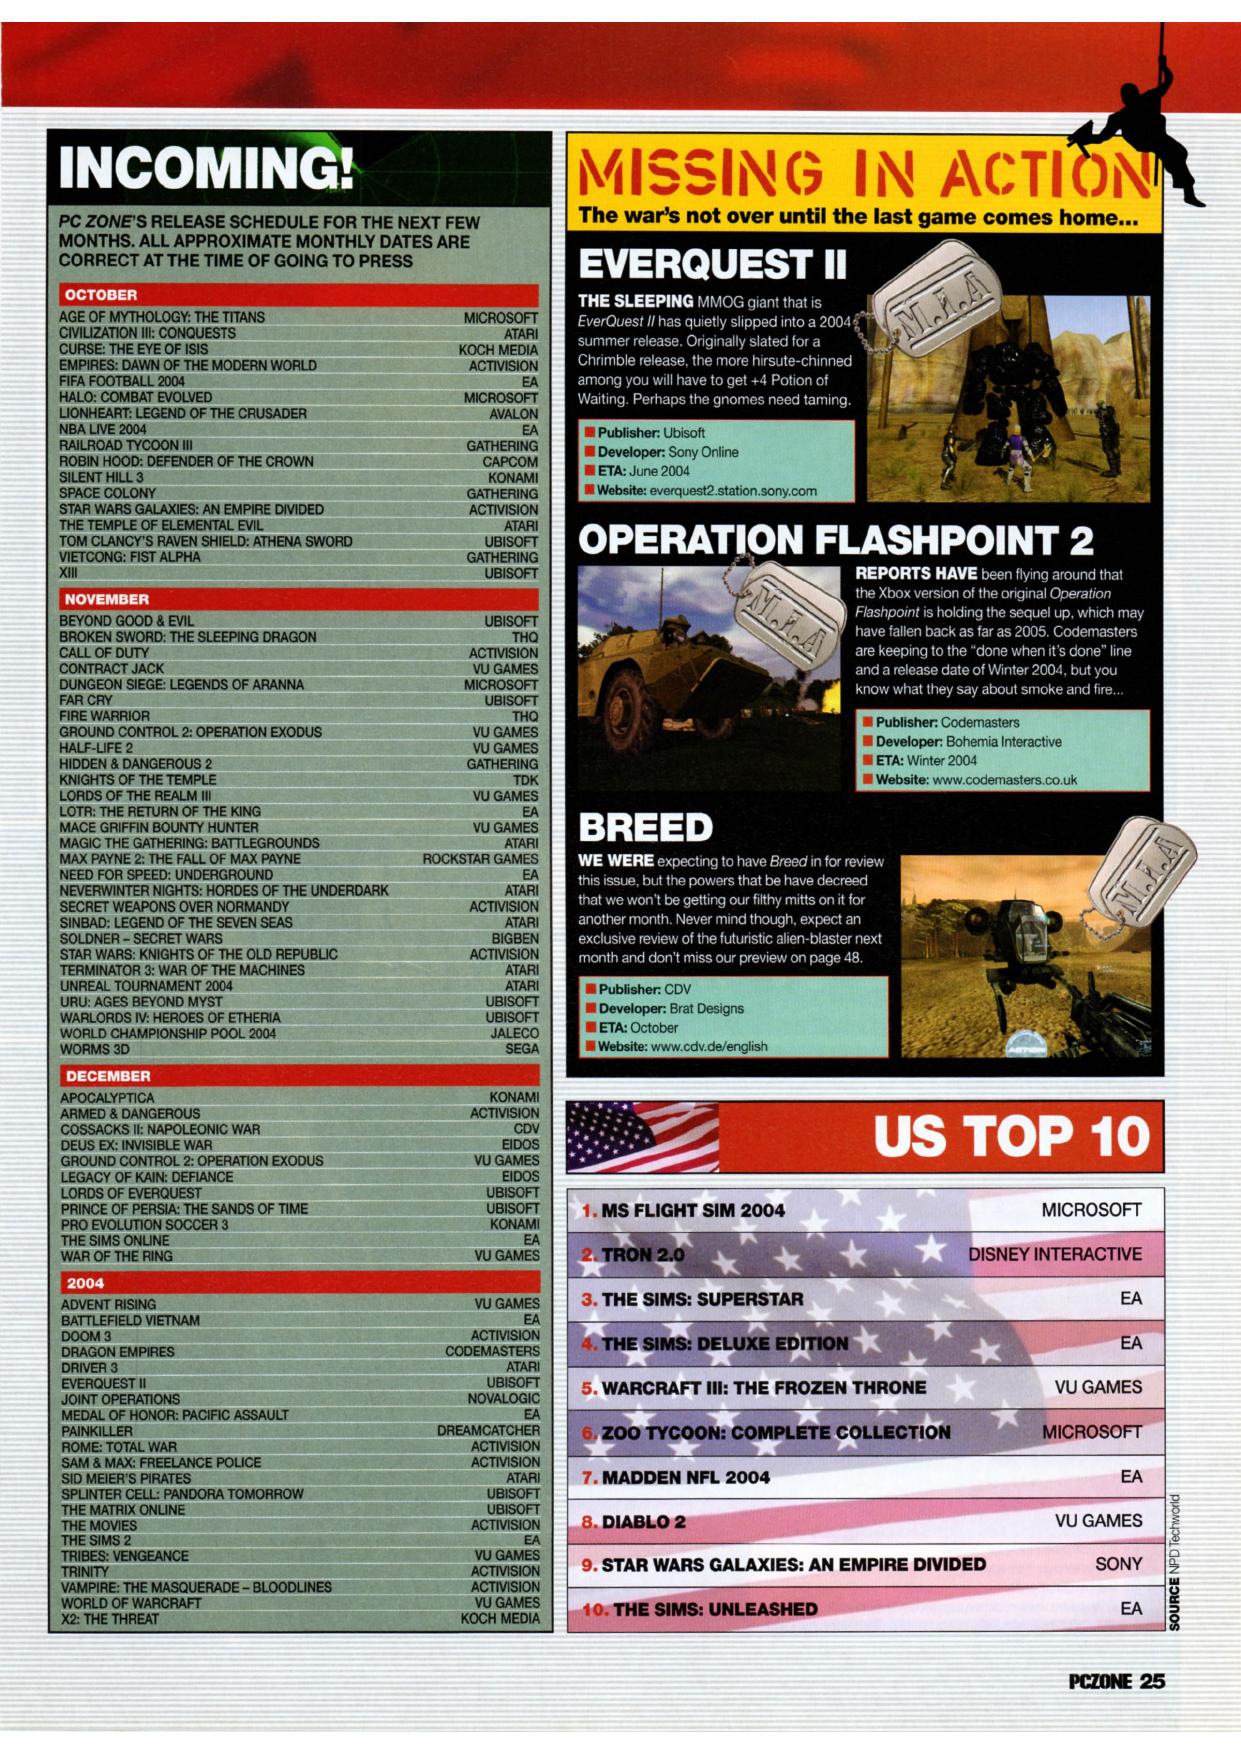 INCOMING!
PC ZONE'S RELEASE SCHEDULE FOR THE NEXT FEW
MONTHS. ALL APPROXIMATE MONTHLY DATES ARE
CORRECT AT THE TIME OF GOING TO PRESS
OCTOBER
AGE OF MYTHOLOGY: THE TITANS MICROSOFT
CIVILIZATION III: CONQUESTS ATARI
CURSE: THE EYE OF ISIS KOCH MEDIA
EMPIRES: DAWN OF THE MODERN WORLD ACTIVISION
FIFA FOOTBALL 2004 EA
HALO: COMBAT EVOLVED MICROSOFT
LIONHEART: LEGEND OF THE CRUSADER AVALON
NBA LIVE 2004 EA
RAILROAD TYCOON III GATHERING
ROBIN HOOD: DEFENDER OF THE CROWN CAPCOM
SILENT HILL 3 KONAMI
SPACE COLONY GATHERING
STAR WARS GALAXIES: AN EMPIRE DIVIDED ACTIVISION
THE TEMPLE OF ELEMENTAL EVIL ATARI
TOM CLANCY'S RAVEN SHIELD: ATHENA SWORD UBISOFT
VIETCONG: FIST ALPHA GATHERING
XIII UBISOFT
NOVEMBER
BEYOND GOOD & EVIL UBISOFT
BROKEN SWORD: THE SLEEPING DRAGON THQ
CALL OF DUTY ACTIVISION
CONTRACT JACK VU GAMES
DUNGEON SIEGE: LEGENDS OF ARANNA MICROSOFT
FAR CRY UBISOFT
FIRE WARRIOR THQ
GROUND CONTROL 2: OPERATION EXODUS VU GAMES
HALF-LIFE 2 VU GAMES
HIDDEN & DANGEROUS 2 GATHERING
KNIGHTS OF THE TEMPLE TDK
LORDS OF THE REALM III VU GAMES
LOTR: THE RETURN OF THE KING EA
MACE GRIFFIN BOUNTY HUNTER VU GAMES
MAGIC THE GATHERING: BATTLEGROUNDS ATARI
MAX PAYNE 2: THE FALL OF MAX PAYNE ROCKSTAR GAMES
NEED FOR SPEED: UNDERGROUND EA
NEVERWINTER NIGHTS: HORDES OF THE UNDERDARK ATARI
SECRET WEAPONS OVER NORMANDY ACTIVISION
SINBAD: LEGEND OF THE SEVEN SEAS ATARI
SOLDNER – SECRET WARS BIGBEN
STAR WARS: KNIGHTS OF THE OLD REPUBLIC ACTIVISION
TERMINATOR 3: WAR OF THE MACHINES ATARI
UNREAL TOURNAMENT 2004 ATARI
URU: AGES BEYOND MYST UBISOFT
WARLORDS IV: HEROES OF ETHERIA UBISOFT
WORLD CHAMPIONSHIP POOL 2004 JALECO
WORMS 3D SEGA
DECEMBER
APOCALYPTICA KONAMI
ARMED & DANGEROUS ACTIVISION
COSSACKS II: NAPOLEONIC WAR CDV
DEUS EX: INVISIBLE WAR EIDOS
GROUND CONTROL 2: OPERATION EXODUS VU GAMES
LEGACY OF KAIN: DEFIANCE EIDOS
LORDS OF EVERQUEST UBISOFT
PRINCE OF PERSIA: THE SANDS OF TIME UBISOFT
PRO EVOLUTION SOCCER 3 KONAMI
THE SIMS ONLINE EA
WAR OF THE RING VU GAMES
2004
ADVENT RISING VU GAMES
BATTLEFIELD VIETNAM EA
DOOM 3 ACTIVISION
DRAGON EMPIRES CODEMASTERS
DRIVER 3 ATARI
EVERQUEST II UBISOFT
JOINT OPERATIONS NOVALOGIC
MEDAL OF HONOR: PACIFIC ASSAULT EA
PAINKILLER DREAMCATCHER
ROME: TOTAL WAR ACTIVISION
SAM & MAX: FREELANCE POLICE ACTIVISION
SID MEIER'S PIRATES ATARI
SPLINTER CELL: PANDORA TOMORROW UBISOFT
THE MATRIX ONLINE UBISOFT
THE MOVIES ACTIVISION
THE SIMS 2 EA
TRIBES: VENGEANCE VU GAMES
TRINITY ACTIVISION
VAMPIRE: THE MASQUERADE – BLOODLINES ACTIVISION
WORLD OF WARCRAFT VU GAMES
X2: THE THREAT KOCH MEDIA
MISSING IN ACTION
The war's not over until the last game comes home...
EVERQUEST II
M.I.A
THE SLEEPING MMOG giant that is
EverQuest II has quietly slipped into a 2004
summer release. Originally slated for a
Chrimble release, the more hirsute-chinned
among you will have to get +4 Potion of
Waiting. Perhaps the gnomes need taming.
Publisher: Ubisoft
Developer: Sony Online
ETA: June 2004
Website: everquest2.station.sony.com
OPERATION FLASHPOINT 2
M.I.A
REPORTS HAVE been flying around that
the Xbox version of the original Operation
Flashpoint is holding the sequel up, which may
have fallen back as far as 2005. Codemasters
are keeping to the "done when it's done" line
and a release date of Winter 2004, but you
know what they say about smoke and fire...
Publisher: Codemasters
Developer: Bohemia Interactive
ETA: Winter 2004
Website: www.codemasters.co.uk
BREED
M.I.A
WE WERE expecting to have Breed in for review
this issue, but the powers that be have decreed
that we won't be getting our filthy mitts on it for
another month. Never mind though, expect an
exclusive review of the futuristic alien-blaster next
month and don't miss our preview on page 48.
Publisher: CDV
Developer: Brat Designs
ETA: October
Website: www.cdv.de/english
US TOP 10
1. MS FLIGHT SIM 2004 MICROSOFT
2. TRON 2.0 DISNEY INTERACTIVE
3. THE SIMS: SUPERSTAR EA
4. THE SIMS: DELUXE EDITION EA
5. WARCRAFT III: THE FROZEN THRONE VU GAMES
6. ZOO TYCOON: COMPLETE COLLECTION MICROSOFT
7. MADDEN NFL 2004 EA
8. DIABLO 2 VU GAMES
9. STAR WARS GALAXIES: AN EMPIRE DIVIDED SONY
10. THE SIMS: UNLEASHED EA
SOURCE NPD Techworld
PCZONE 25